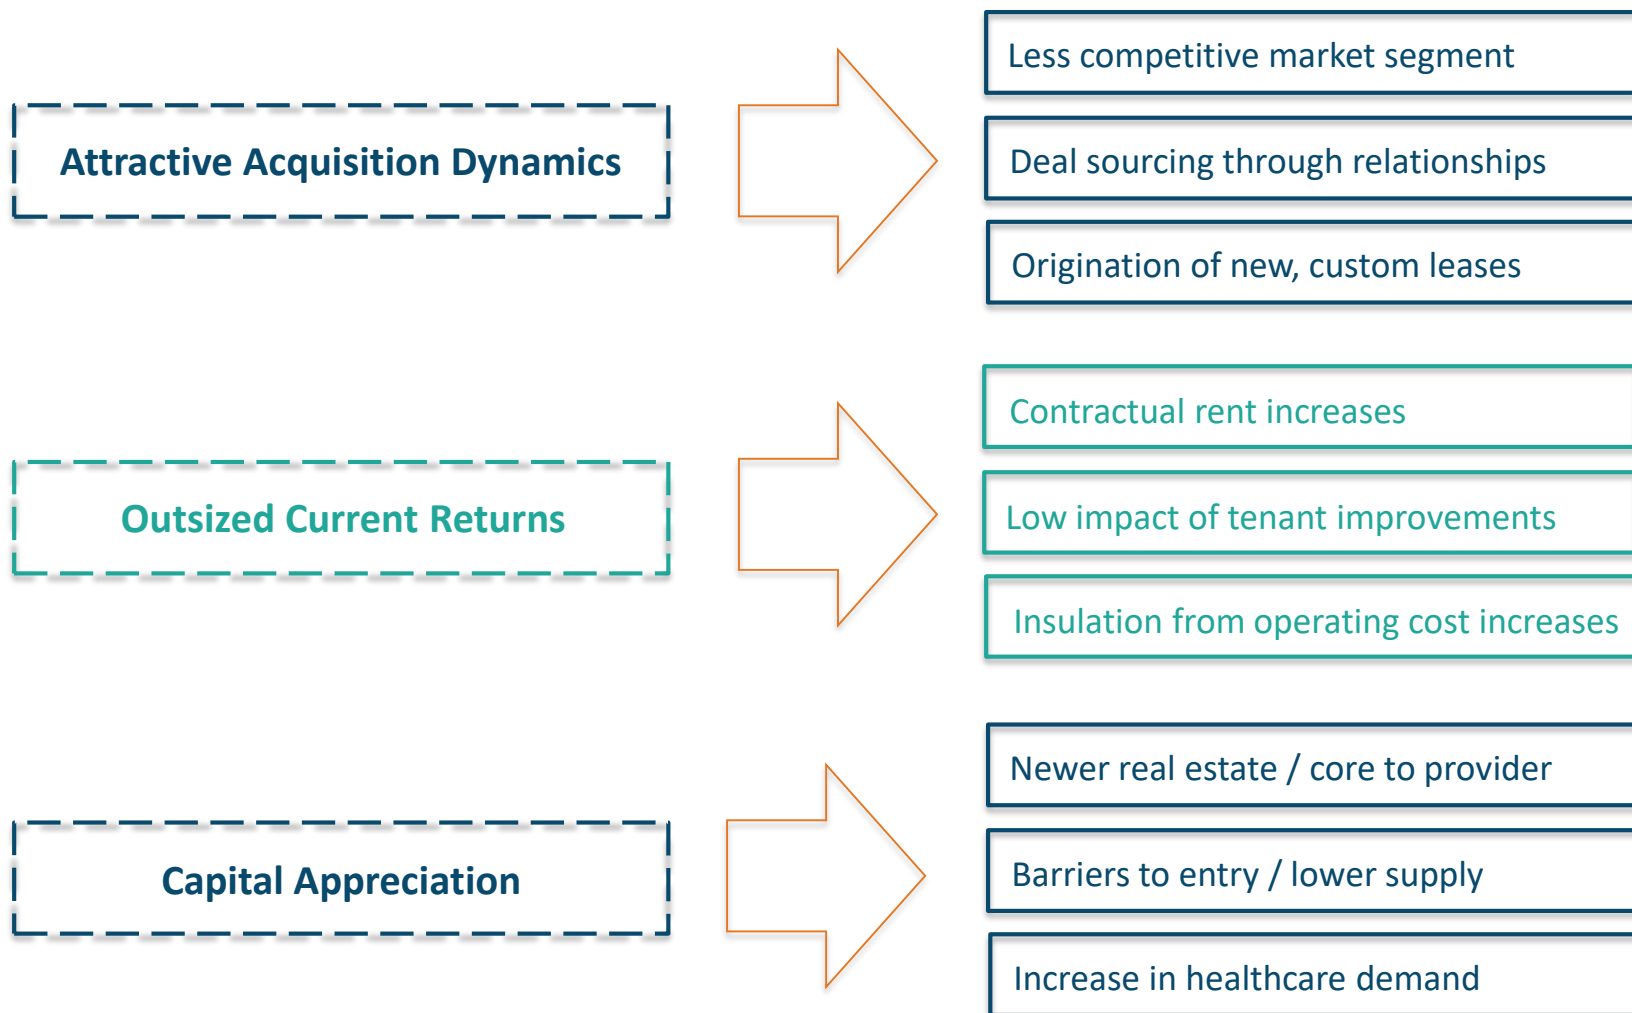 Attractive Acquisition Dynamics
Less competitive market segment
Deal sourcing through relationships
Origination of new, custom leases
Outsized Current Returns
Contractual rent increases
Low impact of tenant improvements
Insulation from operating cost increases
Capital Appreciation
Newer real estate / core to provider
Barriers to entry / lower supply
Increase in healthcare demand